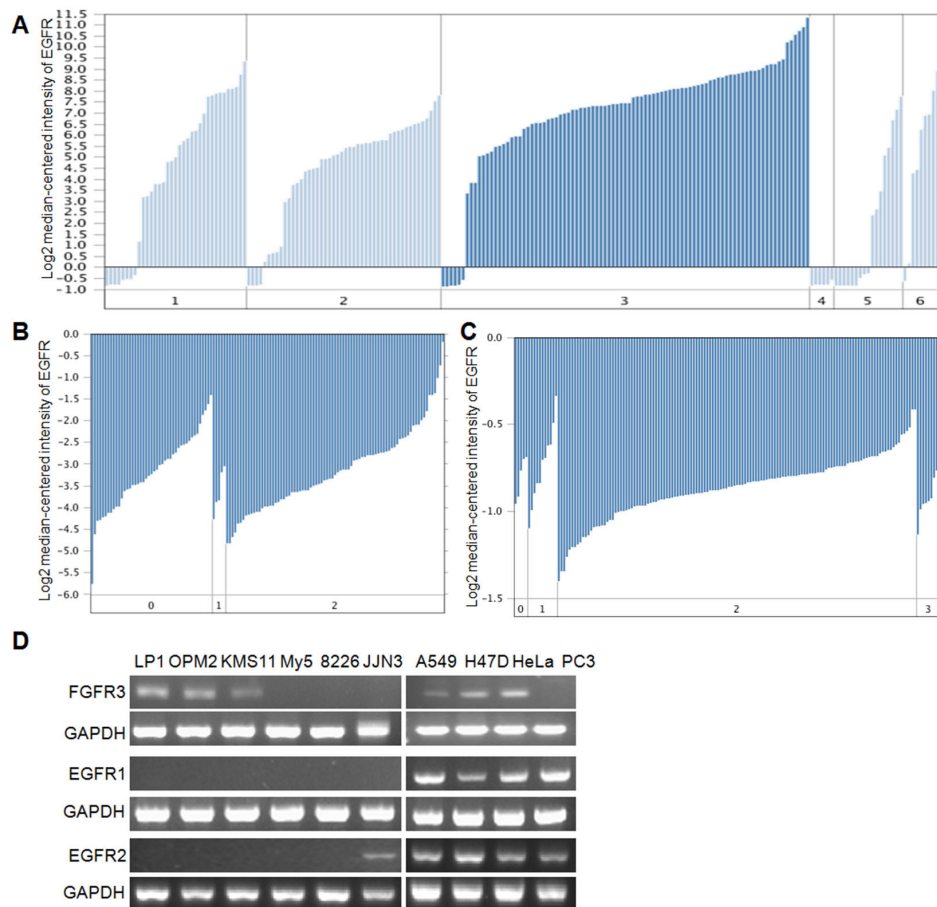 A
Log2 median-centered intensity of EGFR
11.5
11.0
10.5
10.0
9.5
9.0
8.5
8.0
7.5
7.0
6.5
6.0
5.5
5.0
4.5
4.0
3.5
3.0
2.5
2.0
1.5
1.0
0.5
0.0
-0.5
-1.0
1 2 3 4 5 6
B
Log2 median-centered intensity of EGFR
0.0
-0.5
-1.0
-1.5
-2.0
-2.5
-3.0
-3.5
-4.0
-4.5
-5.0
-5.5
-6.0
0 1 2
C
Log2 median-centered intensity of EGFR
0.0
-0.5
-1.0
-1.5
0 1 2 3
D
LP1 OPM2 KMS11 My5 8226 JJN3 A549 H47D HeLa PC3
FGFR3
GAPDH
EGFR1
GAPDH
EGFR2
GAPDH